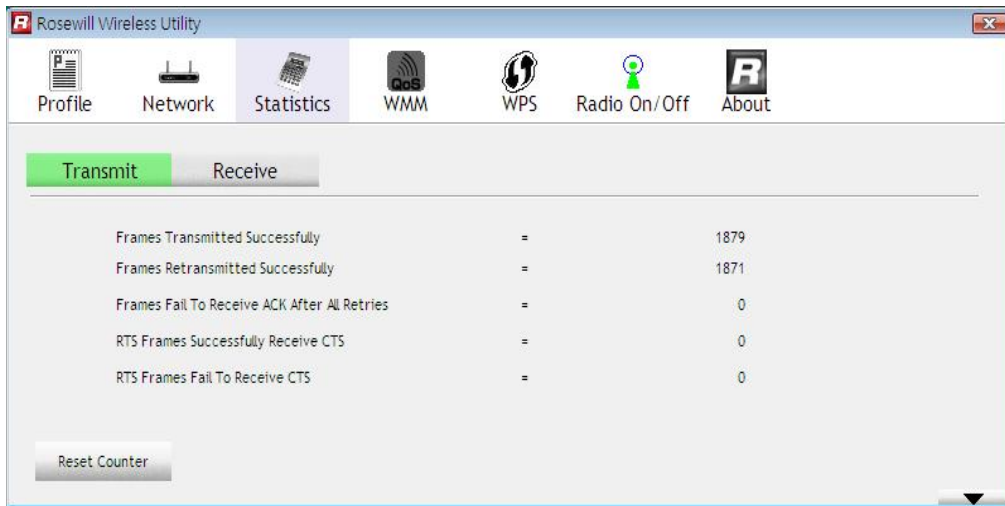 R Rosewill Wireless Utility
P
QoS
R
Profile Network Statistics WMM WPS Radio On/Off About
Transmit Receive
Frames Transmitted Successfully = 1879
Frames Retransmitted Successfully = 1871
Frames Fail To Receive ACK After All Retries = 0
RTS Frames Successfully Receive CTS = 0
RTS Frames Fail To Receive CTS = 0
Reset Counter